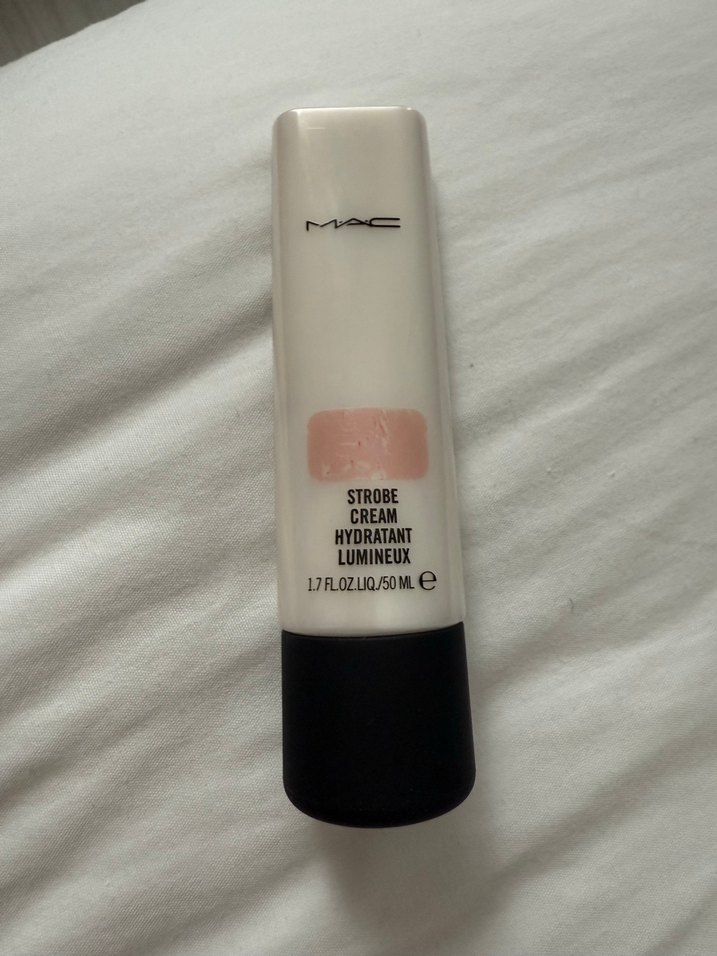 M·A·C
STROBE
CREAM
HYDRATANT
LUMINEUX
1.7 FL.OZ.LIQ./50 ML ℮